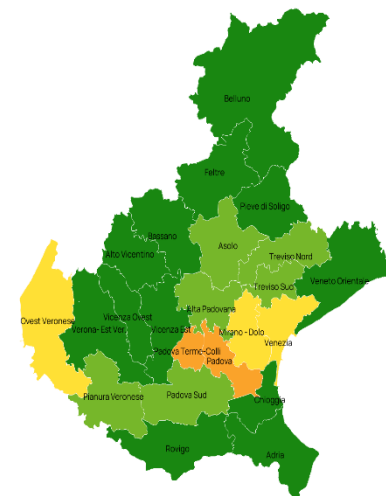 Belluno
Feltre
Pieve di Soligo
Bassano
Asolo
Alto Vicentino
Treviso Nord
Veneto Orientale
Treviso Sud
Alta Padovana
Ovest Veronese
Vicenza Ovest
Verona- Est Ver.
Vicenza Est
Mirano - Dolo
Venezia
Padova Terme-Colli
Padova
Pianura Veronese
Padova Sud
Chioggia
Rovigo
Adria